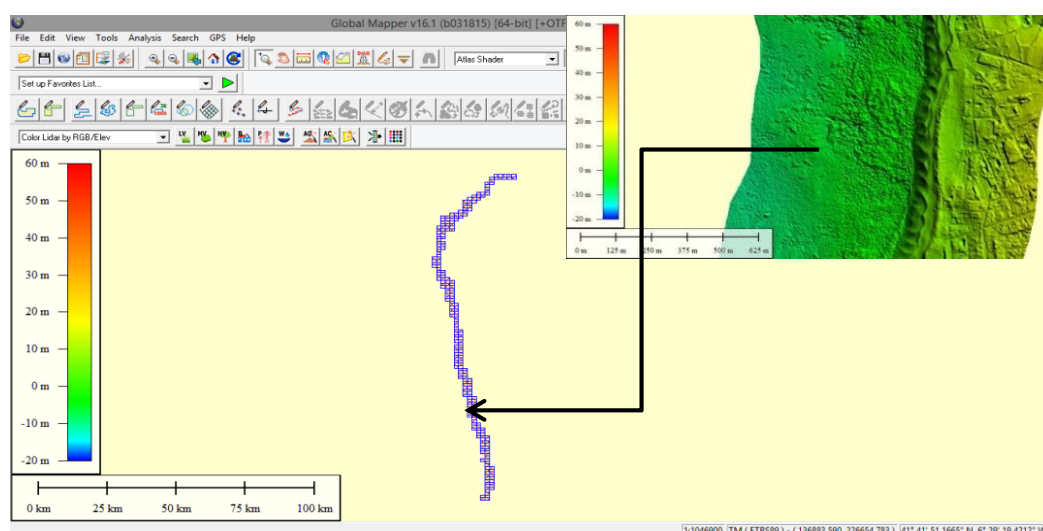 Global Mapper v16.1 (b031815) [64-bit] [+OTF
File Edit View Tools Analysis Search GPS Help
Atlas Shader
Set up Favorites List...
Color Lidar by RGB/Elev
60 m
50 m
40 m
30 m
20 m
10 m
0 m
-10 m
-20 m
0 km 25 km 50 km 75 km 100 km
60 m
50 m
40 m
30 m
20 m
10 m
0 m
-10 m
-20 m
0 m 125 m 250 m 375 m 500 m 625 m